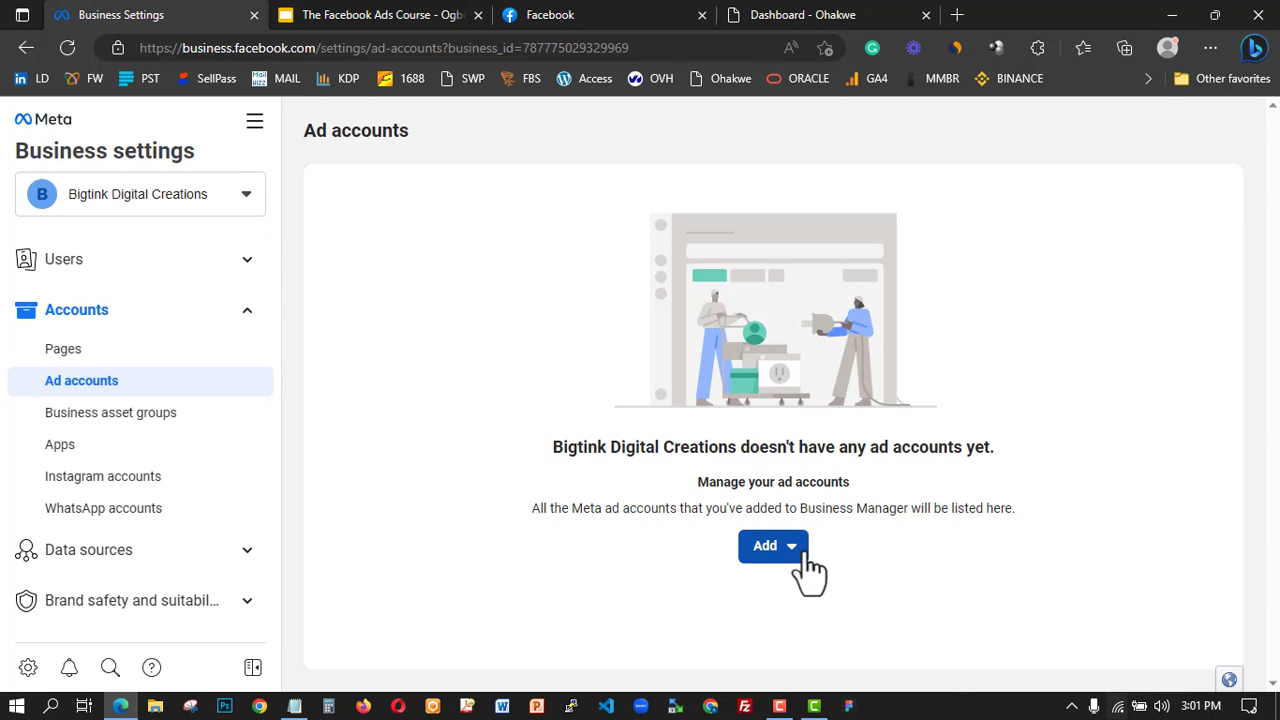 Business Settings
The Facebook Ads Course - Ogb
Facebook
Dashboard - Ohakwe
https://business.facebook.com/settings/ad-accounts?business_id=787775029329969
LD
FW
PST
SellPass
MAIL
KDP
1688
SWP
FBS
Access
OVH
Ohakwe
ORACLE
GA4
MMBR
BINANCE
Other favorites
Meta
Business settings
B Bigtink Digital Creations
Users
Accounts
Pages
Ad accounts
Business asset groups
Apps
Instagram accounts
WhatsApp accounts
Data sources
Brand safety and suitabil...
Ad accounts
Bigtink Digital Creations doesn't have any ad accounts yet.
Manage your ad accounts
All the Meta ad accounts that you've added to Business Manager will be listed here.
Add
3:01 PM